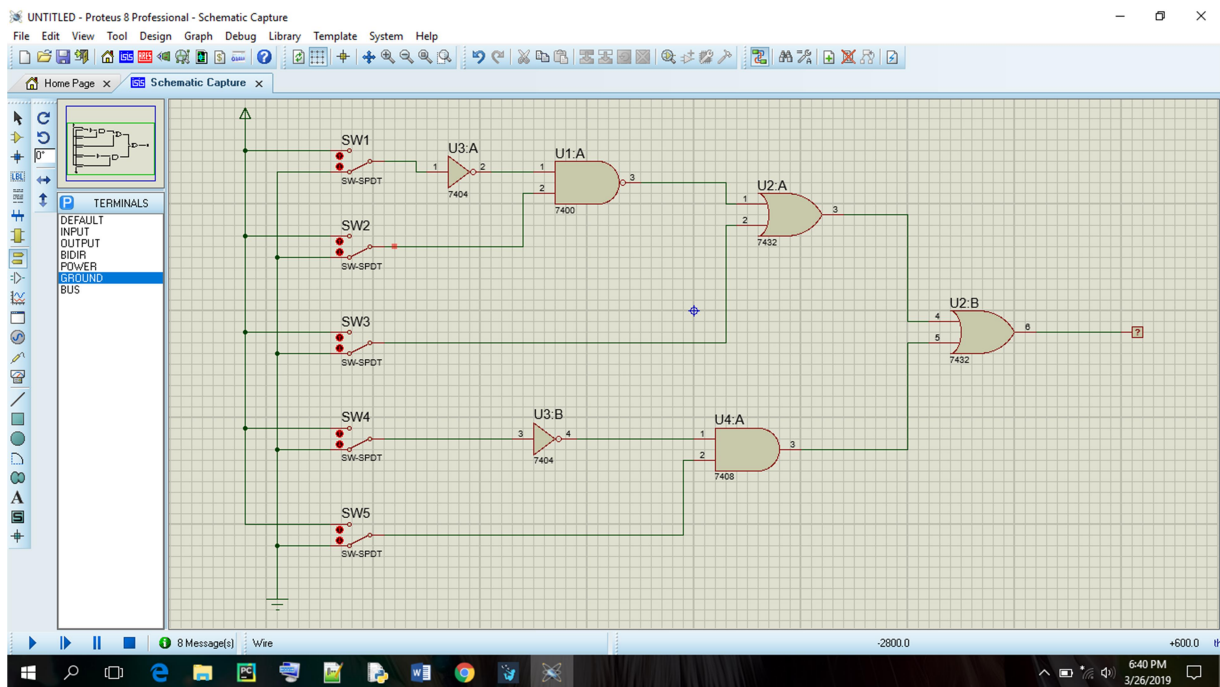 UNTITLED - Proteus 8 Professional - Schematic Capture
File Edit View Tool Design Graph Debug Library Template System Help
Home Page Schematic Capture
0°
LBL
P TERMINALS
DEFAULT
INPUT
OUTPUT
BIDIR
POWER
GROUND
BUS
A
S
SW1
SW-SPDT
U3:A
1 2
7404
U1:A
1
2
3
7400
SW2
SW-SPDT
U2:A
1
2
3
7432
SW3
SW-SPDT
U2:B
4
5
6
7432
?
SW4
SW-SPDT
U3:B
3 4
7404
U4:A
1
2
3
7408
SW5
SW-SPDT
8 Message(s) Wire -2800.0 +600.0 th
6:40 PM
3/26/2019